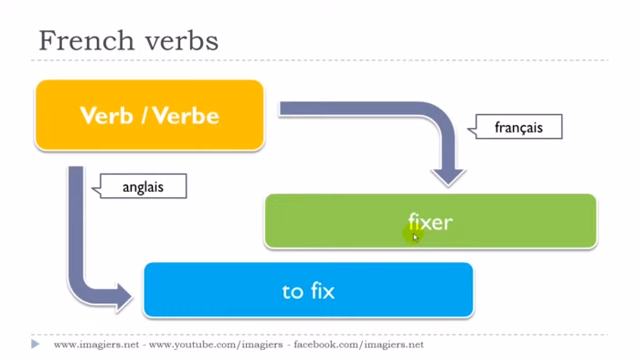 French verbs
Verb / Verbe
français
anglais
fixer
to fix
www.imagiers.net - www.youtube.com/imagiers - facebook.com/imagiers.net